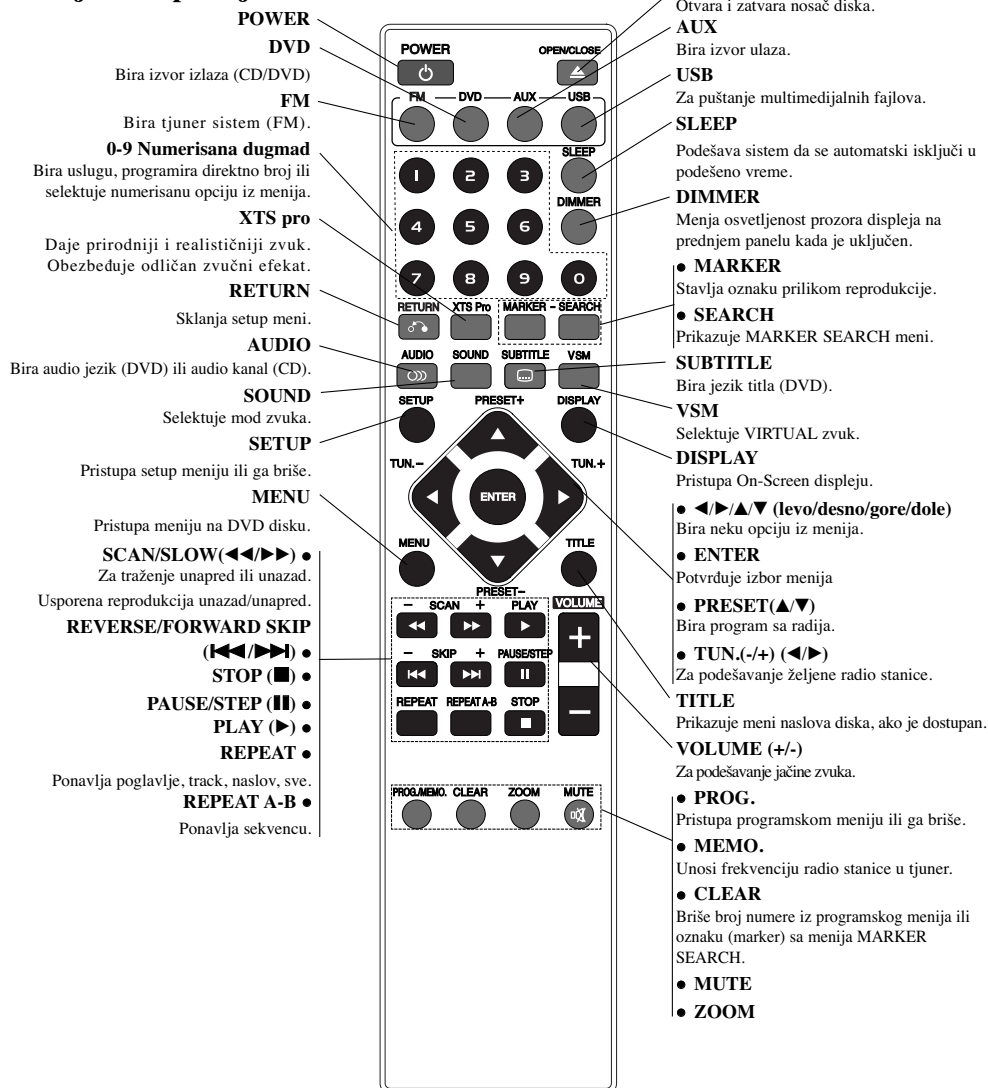 POWER
DVD
Bira izvor izlaza (CD/DVD)
FM
Bira tjuner sistem (FM).
0-9 Numerisana dugmad
Bira uslugu, programira direktno broj ili
selektuje numerisanu opciju iz menija.
XTS pro
Daje prirodniji i realističniji zvuk.
Obezbeđuje odličan zvučni efekat.
RETURN
Sklanja setup meni.
AUDIO
Bira audio jezik (DVD) ili audio kanal (CD).
SOUND
Selektuje mod zvuka.
SETUP
Pristupa setup meniju ili ga briše.
MENU
Pristupa meniju na DVD disku.
SCAN/SLOW(◄◄/►►) ●
Za traženje unapred ili unazad.
Usporena reprodukcija unazad/unapred.
REVERSE/FORWARD SKIP
(I◄◄/►►I) ●
STOP (■) ●
PAUSE/STEP (▮▮) ●
PLAY (►) ●
REPEAT ●
Ponavlja poglavlje, track, naslov, sve.
REPEAT A-B ●
Ponavlja sekvencu.
POWER OPEN/CLOSE
FM DVD AUX USB
1 2 3 SLEEP
DIMMER
4 5 6
7 8 9 0
RETURN XTS Pro MARKER - SEARCH
AUDIO SOUND SUBTITLE VSM
SETUP PRESET+ DISPLAY
TUN.- TUN.+
ENTER
MENU TITLE
PRESET-
- SCAN + PLAY VOLUME
+
- SKIP + PAUSE/STEP
REPEAT REPEAT A-B STOP
-
PROG./MEMO. CLEAR ZOOM MUTE
Otvara i zatvara nosač diska.
AUX
Bira izvor ulaza.
USB
Za puštanje multimedijalnih fajlova.
SLEEP
Podešava sistem da se automatski isključi u
podešeno vreme.
DIMMER
Menja osvetljenost prozora displeja na
prednjem panelu kada je uključen.
● MARKER
Stavlja oznaku prilikom reprodukcije.
● SEARCH
Prikazuje MARKER SEARCH meni.
SUBTITLE
Bira jezik titla (DVD).
VSM
Selektuje VIRTUAL zvuk.
DISPLAY
Pristupa On-Screen displeju.
● ◄/►/▲/▼ (levo/desno/gore/dole)
Bira neku opciju iz menija.
● ENTER
Potvrđuje izbor menija
● PRESET(▲/▼)
Bira program sa radija.
● TUN.(-/+) (◄/►)
Za podešavanje željene radio stanice.
TITLE
Prikazuje meni naslova diska, ako je dostupan.
VOLUME (+/-)
Za podešavanje jačine zvuka.
● PROG.
Pristupa programskom meniju ili ga briše.
● MEMO.
Unosi frekvenciju radio stanice u tjuner.
● CLEAR
Briše broj numere iz programskog menija ili
oznaku (marker) sa menija MARKER
SEARCH.
● MUTE
● ZOOM